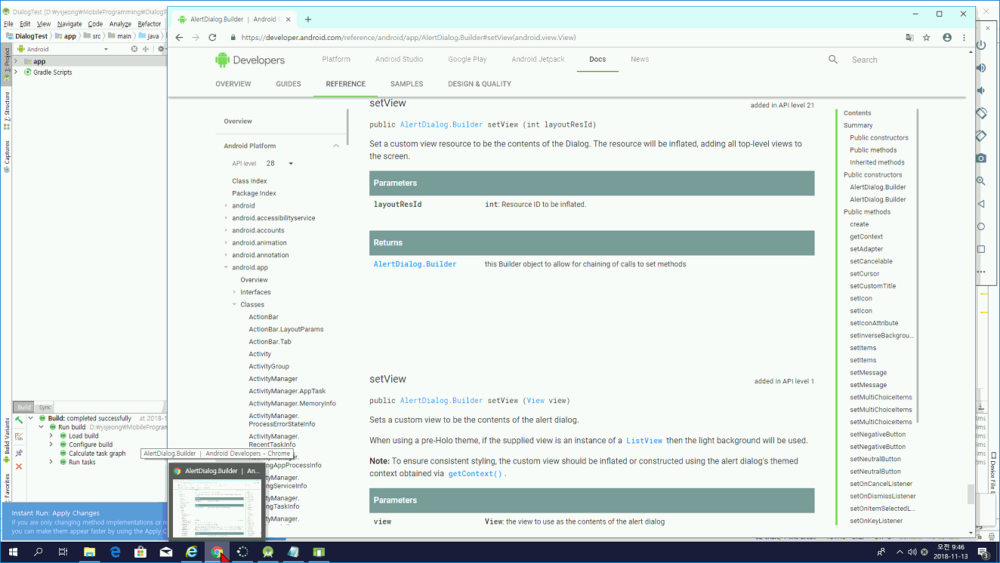 DialogTest [D:₩ysjeong₩MobileProgramming₩DialogT
File Edit View Navigate Code Analyze Refactor
DialogTest app src main java
Android
app
Gradle Scripts
1: Project
Z: Structure
Captures
Build Variants
: Favorites
AlertDialog.Builder | Android
https://developer.android.com/reference/android/app/AlertDialog.Builder#setView(android.view.View)
Developers
Platform Android Studio Google Play Android Jetpack Docs News
Search
OVERVIEW GUIDES REFERENCE SAMPLES DESIGN & QUALITY
Overview
Android Platform
API level 28
Class Index
Package Index
android
android.accessibilityservice
android.accounts
android.animation
android.annotation
android.app
Overview
Interfaces
Classes
ActionBar
ActionBar.LayoutParams
ActionBar.Tab
Activity
ActivityGroup
ActivityManager
ActivityManager.AppTask
ActivityManager.MemoryInfo
ActivityManager.
ProcessErrorStateInfo
ActivityManager.
RecentTaskInfo
yManager.
ngAppProcessInfo
yManager.
ngServiceInfo
yManager.
ngTaskInfo
yManager.
setView
added in API level 21
public AlertDialog.Builder setView (int layoutResId)
Set a custom view resource to be the contents of the Dialog. The resource will be inflated, adding all top-level views to
the screen.
Parameters
layoutResId int: Resource ID to be inflated.
Returns
AlertDialog.Builder this Builder object to allow for chaining of calls to set methods
setView
added in API level 1
public AlertDialog.Builder setView (View view)
Sets a custom view to be the contents of the alert dialog.
When using a pre-Holo theme, if the supplied view is an instance of a ListView then the light background will be used.
Note: To ensure consistent styling, the custom view should be inflated or constructed using the alert dialog's themed
context obtained via getContext().
Parameters
view View: the view to use as the contents of the alert dialog
Contents
Summary
Public constructors
Public methods
Inherited methods
Public constructors
AlertDialog.Builder
AlertDialog.Builder
Public methods
create
getContext
setAdapter
setCancelable
setCursor
setCustomTitle
setIcon
setIcon
setIconAttribute
setInverseBackgrou...
setItems
setItems
setMessage
setMessage
setMultiChoiceItems
setMultiChoiceItems
setMultiChoiceItems
setNegativeButton
setNegativeButton
setNeutralButton
setNeutralButton
setOnCancelListener
setOnDismissListener
setOnItemSelectedL...
setOnKeyListener
Build Sync
Build: completed successfully at 2018-1
Run build D:₩ysjeong₩MobileProgram
Load build
Configure build
Calculate task graph
Run tasks
AlertDialog.Builder | Android Developers - Chrome
AlertDialog.Builder | An...
Instant Run: Apply Changes
If you are only changing method implementations or re
you can make them appear faster by using the Apply C
Device File E
오전 9:46
2018-11-13
3